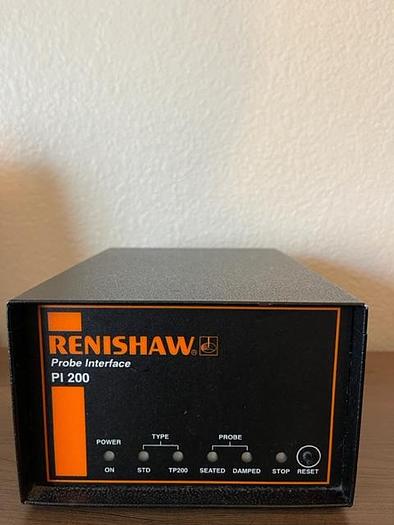 RENISHAW®
Probe Interface
PI 200
POWER TYPE PROBE
ON STD TP200 SEATED DAMPED STOP RESET